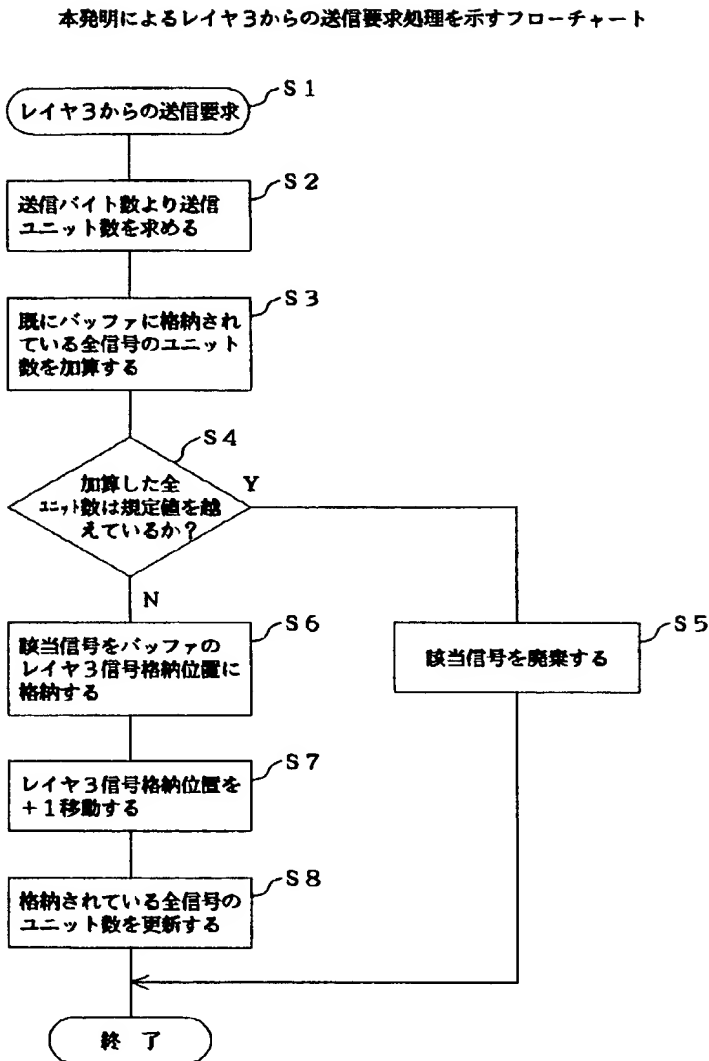 本発明によるレイヤ3からの送信要求処理を示すフローチャート
S1
レイヤ3からの送信要求
S2
送信バイト数より送信
ユニット数を求める
S3
既にバッファに格納され
ている全信号のユニット
数を加算する
S4
加算した全
ユニット数は規定値を越
えているか?
Y
N
S6
該当信号をバッファの
レイヤ3信号格納位置に
格納する
S5
該当信号を廃棄する
S7
レイヤ3信号格納位置を
+1移動する
S8
格納されている全信号の
ユニット数を更新する
終 了